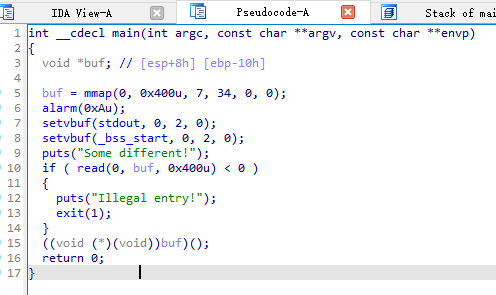 IDA View-A Pseudocode-A Stack of main
1 int __cdecl main(int argc, const char **argv, const char **envp)
2 {
3 void *buf; // [esp+8h] [ebp-10h]
4
5 buf = mmap(0, 0x400u, 7, 34, 0, 0);
6 alarm(0xAu);
7 setvbuf(stdout, 0, 2, 0);
8 setvbuf(_bss_start, 0, 2, 0);
9 puts("Some different!");
10 if ( read(0, buf, 0x400u) < 0 )
11 {
12 puts("Illegal entry!");
13 exit(1);
14 }
15 ((void (*)(void))buf)();
16 return 0;
17 }